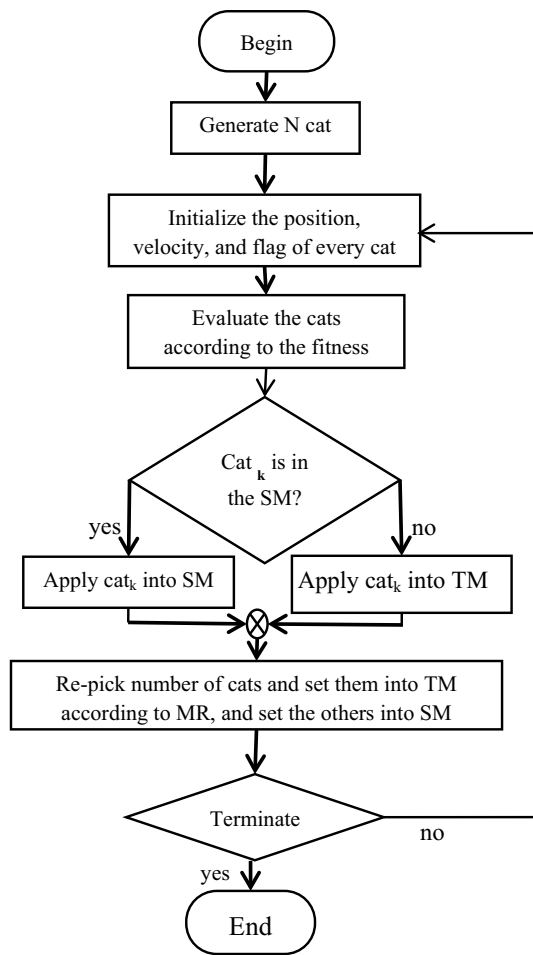 Begin
Generate N cat
Initialize the position,
velocity, and flag of every cat
Evaluate the cats
according to the fitness
Cat k is in
the SM?
yes
no
Apply catk into SM
Apply catk into TM
Re-pick number of cats and set them into TM
according to MR, and set the others into SM
Terminate
no
yes
End